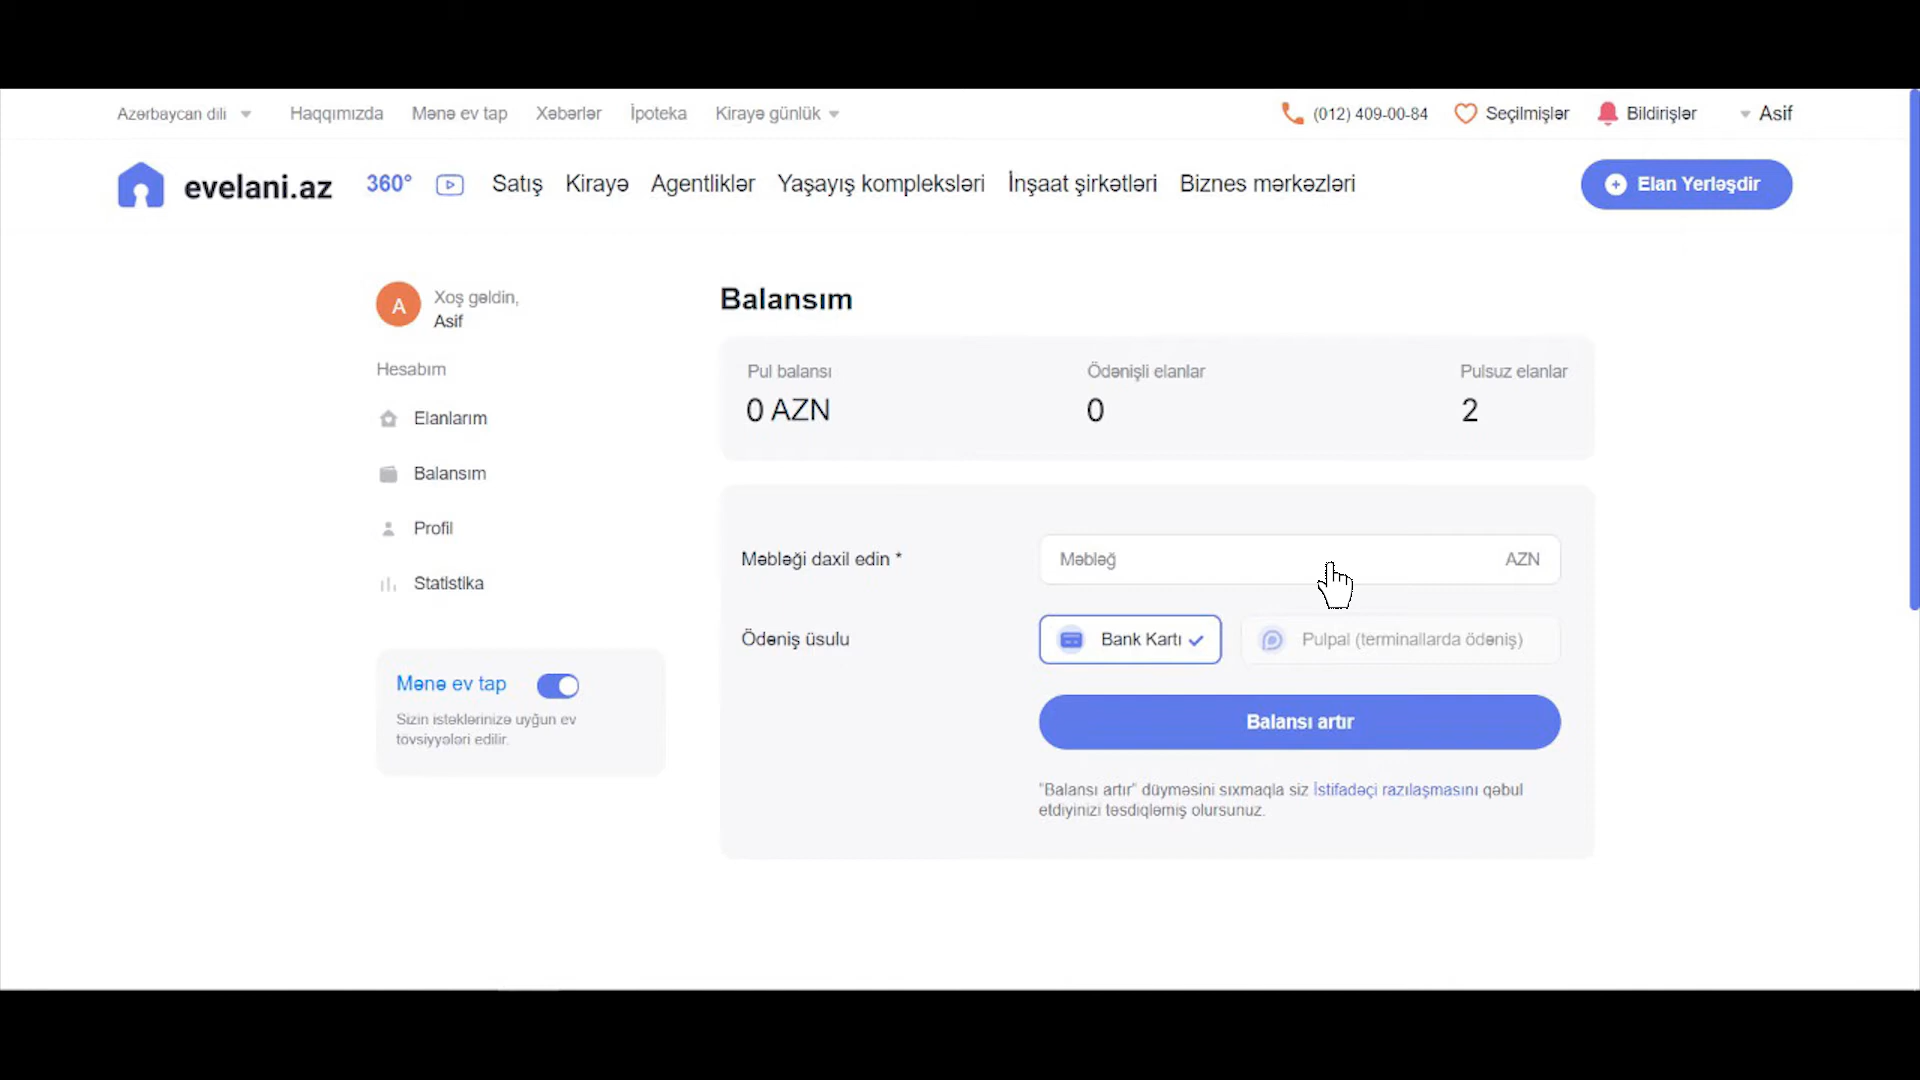 Azərbaycan dili
Haqqımızda
Mənə ev tap
Xəbərlər
İpoteka
Kirayə günlük
(012) 409-00-84
Seçilmişlər
Bildirişlər
Asif
evelani.az
360°
Satış
Kirayə
Agentliklər
Yaşayış kompleksləri
İnşaat şirkətləri
Biznes mərkəzləri
Elan Yerləşdir
A
Xoş gəldin,
Asif
Hesabım
Elanlarım
Balansım
Profil
Statistika
Mənə ev tap
Sizin istəklərinizə uyğun ev
tövsiyyələri edilir.
Balansım
Pul balansı
0 AZN
Ödənişli elanlar
0
Pulsuz elanlar
2
Məbləği daxil edin *
Məbləğ
AZN
Ödəniş üsulu
Bank Kartı
Pulpal (terminallarda ödəniş)
Balansı artır
"Balansı artır" düyməsini sıxmaqla siz İstifadəçi razılaşmasını qəbul
etdiyinizi təsdiqləmiş olursunuz.